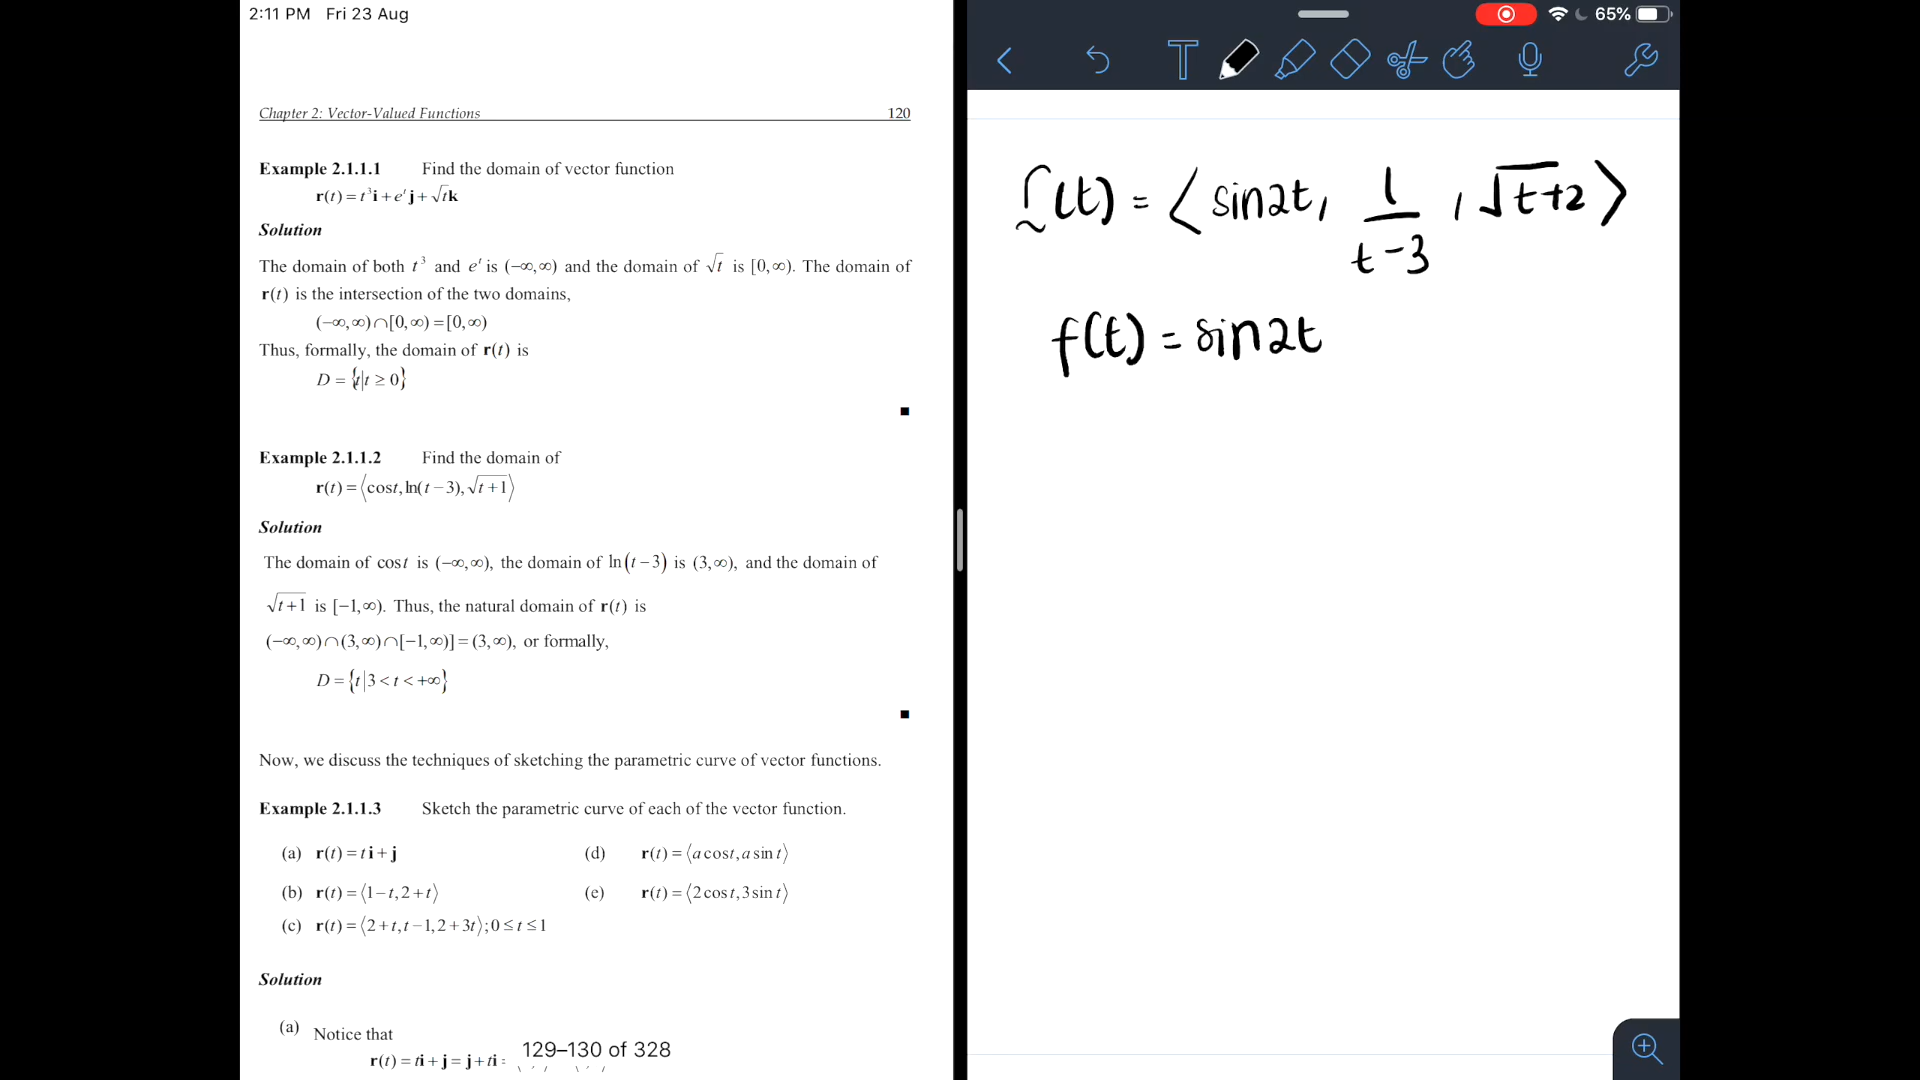 2:11 PM Fri 23 Aug
65%
Chapter 2: Vector-Valued Functions 120
Example 2.1.1.1 Find the domain of vector function
r(t) = t³i + eᵗj + √tk
Solution
The domain of both t³ and eᵗ is (−∞,∞) and the domain of √t is [0,∞). The domain of
r(t) is the intersection of the two domains,
(−∞,∞)∩[0,∞) = [0,∞)
Thus, formally, the domain of r(t) is
D = {t|t ≥ 0}
Example 2.1.1.2 Find the domain of
r(t) = ⟨cos t, ln(t − 3), √(t + 1)⟩
Solution
The domain of cos t is (−∞,∞), the domain of ln(t − 3) is (3,∞), and the domain of
√(t + 1) is [−1,∞). Thus, the natural domain of r(t) is
(−∞,∞)∩(3,∞)∩[−1,∞)] = (3,∞), or formally,
D = {t|3 < t < +∞}
Now, we discuss the techniques of sketching the parametric curve of vector functions.
Example 2.1.1.3 Sketch the parametric curve of each of the vector function.
(a) r(t) = ti + j (d) r(t) = ⟨a cos t, a sin t⟩
(b) r(t) = ⟨1 − t, 2 + t⟩ (e) r(t) = ⟨2 cos t, 3 sin t⟩
(c) r(t) = ⟨2 + t, t − 1, 2 + 3t⟩; 0 ≤ t ≤ 1
Solution
(a) Notice that
r(t) = ti + j = j + ti =
129–130 of 328
r(t) = ⟨sin2t, 1/(t−3), √t+2⟩
f(t) = sin2t